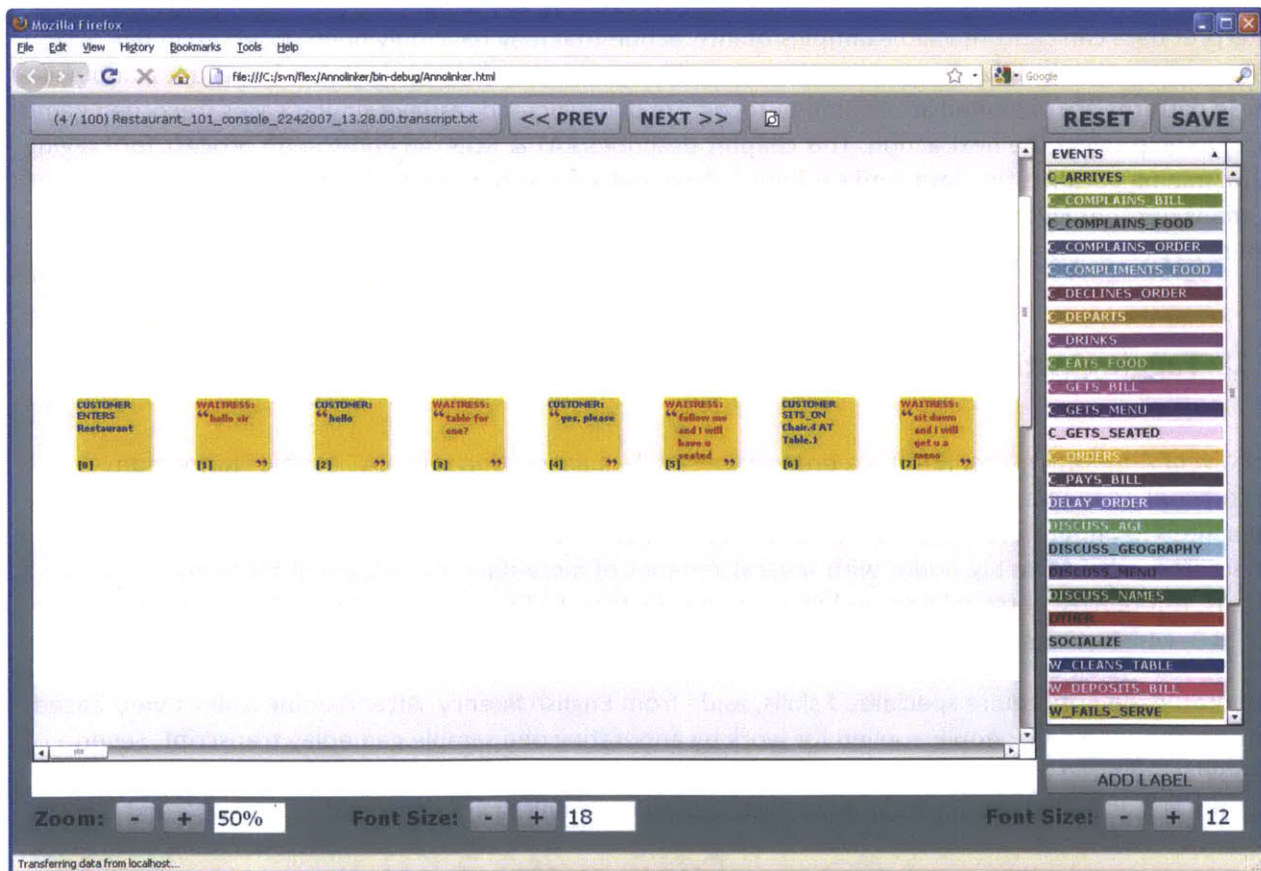 Mozilla Firefox
File Edit View History Bookmarks Tools Help
file:///C:/svn/flex/Annolinker/bin-debug/Annolinker.html
Google
(4 / 100) Restaurant_101_console_2242007_13.28.00.transcript.txt
<< PREV
NEXT >>
RESET
SAVE
CUSTOMER
ENTERS
Restaurant
[0]
WAITRESS:
“ hello sir
[1] ”
CUSTOMER:
“ hello
[2] ”
WAITRESS:
“ table for
one?
[3] ”
CUSTOMER:
“ yes, please
[4] ”
WAITRESS:
“ follow me
and I will
have u
seated
[5] ”
CUSTOMER
SITS_ON
Chair.4 AT
Table.1
[6]
WAITRESS:
“ sit down
and I will
get u a
menu
[7] ”
EVENTS
C_ARRIVES
C_COMPLAINS_BILL
C_COMPLAINS_FOOD
C_COMPLAINS_ORDER
C_COMPLIMENTS_FOOD
C_DECLINES_ORDER
C_DEPARTS
C_DRINKS
C_EATS_FOOD
C_GETS_BILL
C_GETS_MENU
C_GETS_SEATED
C_ORDERS
C_PAYS_BILL
DELAY_ORDER
DISCUSS_AGE
DISCUSS_GEOGRAPHY
DISCUSS_MENU
DISCUSS_NAMES
OTHER
SOCIALIZE
W_CLEANS_TABLE
W_DEPOSITS_BILL
W_FAILS_SERVE
ADD LABEL
Zoom: - + 50%
Font Size: - + 18
Font Size: - + 12
Transferring data from localhost...